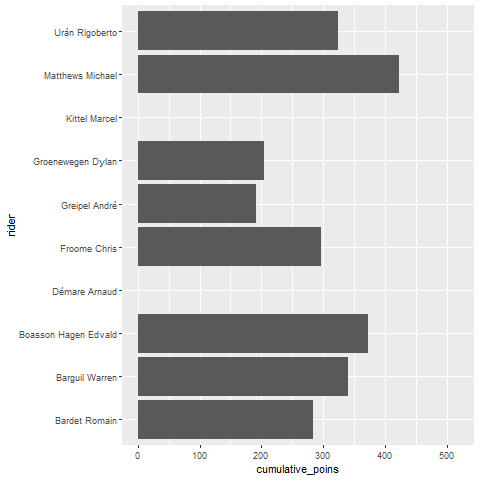 Urán Rigoberto
Matthews Michael
Kittel Marcel
Groenewegen Dylan
Greipel André
Froome Chris
Démare Arnaud
Boasson Hagen Edvald
Barguil Warren
Bardet Romain
rider
0 100 200 300 400 500
cumulative_poins